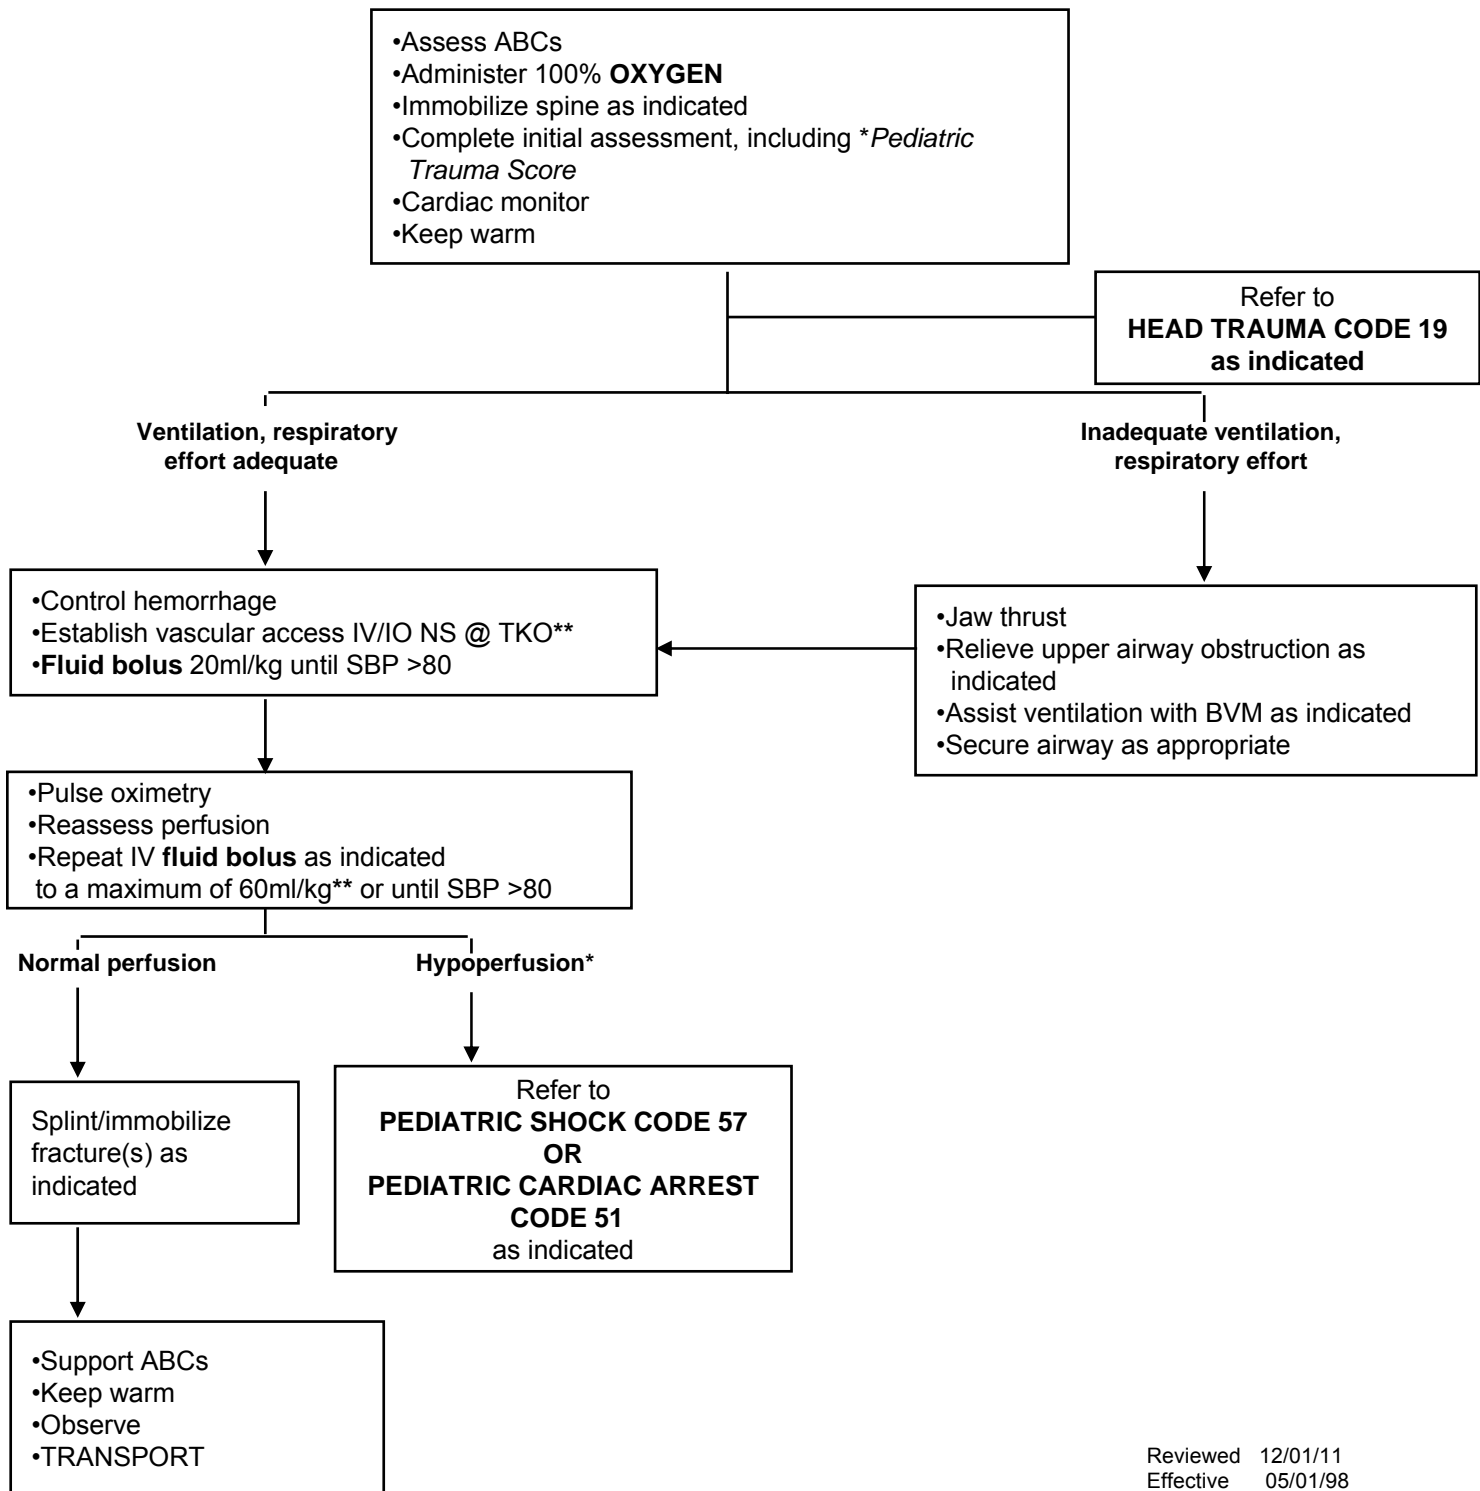 •Assess ABCs
•Administer 100% OXYGEN
•Immobilize spine as indicated
•Complete initial assessment, including *Pediatric
Trauma Score
•Cardiac monitor
•Keep warm
Refer to
HEAD TRAUMA CODE 19
as indicated
Ventilation, respiratory
effort adequate
Inadequate ventilation,
respiratory effort
•Control hemorrhage
•Establish vascular access IV/IO NS @ TKO**
•Fluid bolus 20ml/kg until SBP >80
•Jaw thrust
•Relieve upper airway obstruction as
indicated
•Assist ventilation with BVM as indicated
•Secure airway as appropriate
•Pulse oximetry
•Reassess perfusion
•Repeat IV fluid bolus as indicated
to a maximum of 60ml/kg** or until SBP >80
Normal perfusion
Hypoperfusion*
Splint/immobilize
fracture(s) as
indicated
Refer to
PEDIATRIC SHOCK CODE 57
OR
PEDIATRIC CARDIAC ARREST
CODE 51
as indicated
•Support ABCs
•Keep warm
•Observe
•TRANSPORT
Reviewed 12/01/11
Effective 05/01/98